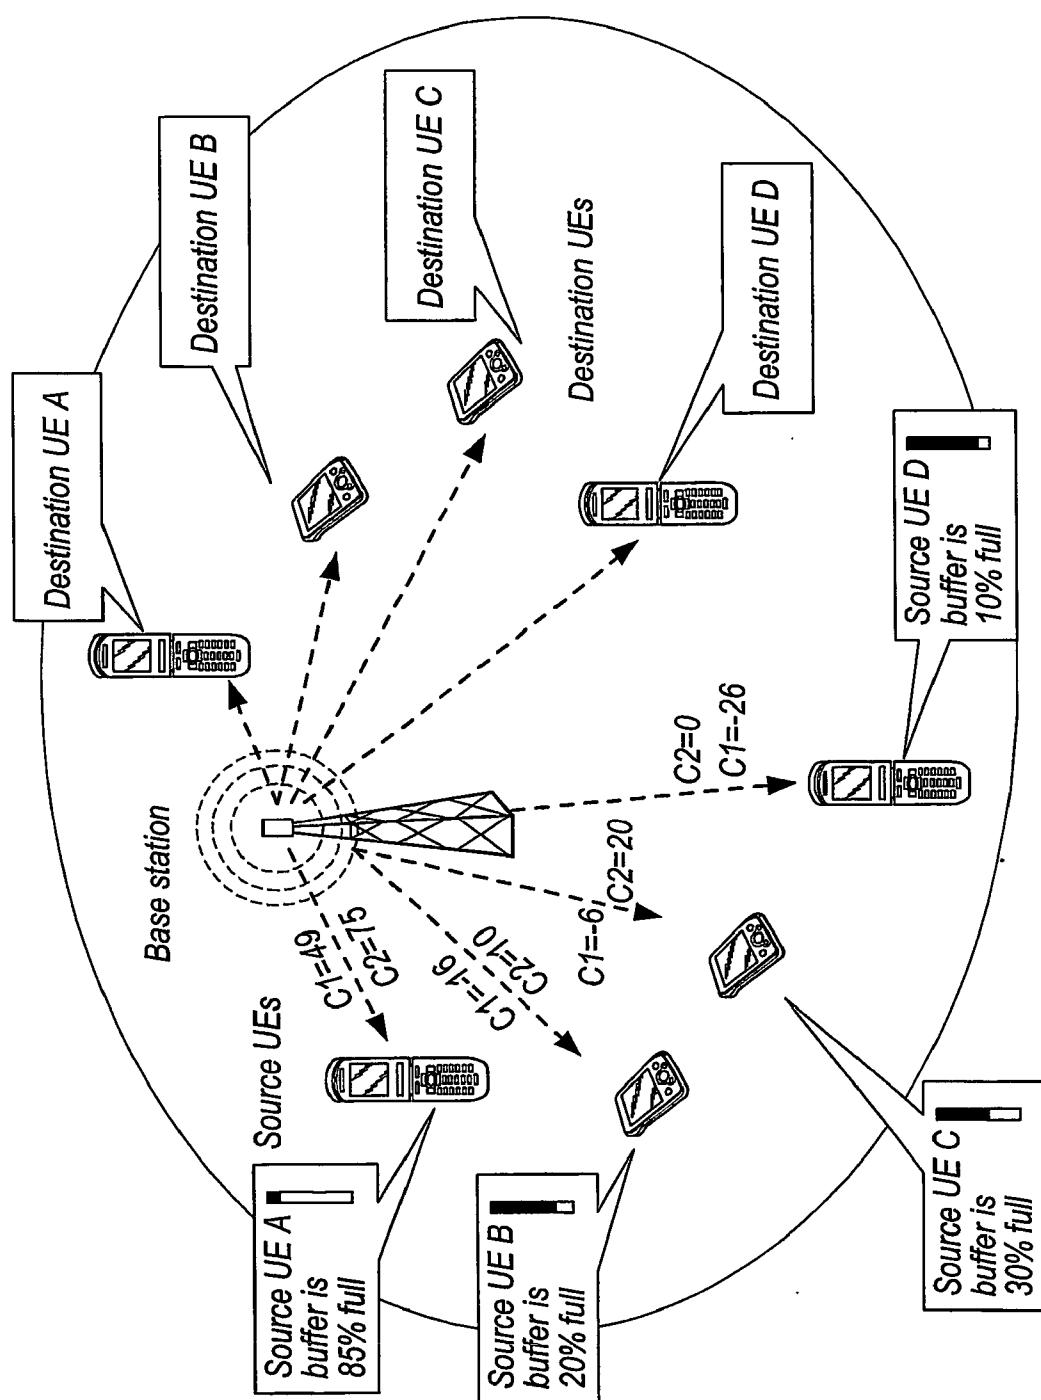 Source UEs
Base station
Destination UE A
Destination UE B
Destination UE C
Destination UEs
Destination UE D
Source UE A
buffer is
85% full
C1=49
C2=75
Source UE B
buffer is
20% full
C1=-16
C2=10
Source UE C
buffer is
30% full
C1=-6
C2=20
Source UE D
buffer is
10% full
C2=0
C1=-26